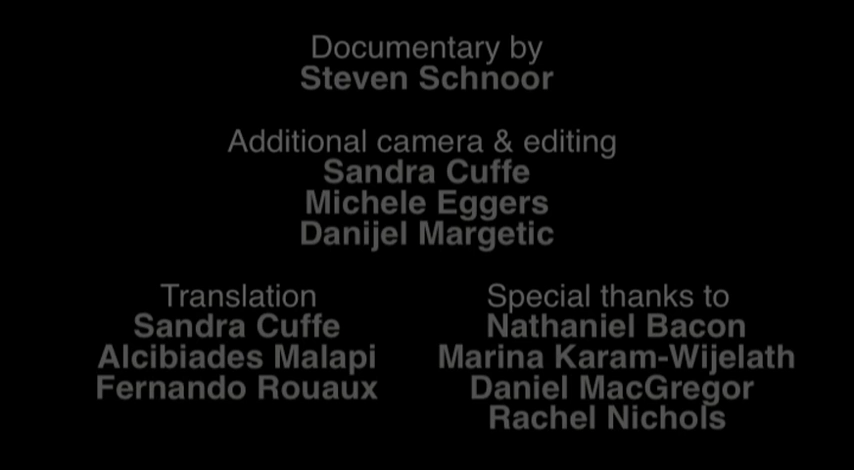 Documentary by
Steven Schnoor
Additional camera & editing
Sandra Cuffe
Michele Eggers
Danijel Margetic
Translation
Sandra Cuffe
Alcibiades Malapi
Fernando Rouaux
Special thanks to
Nathaniel Bacon
Marina Karam-Wijelath
Daniel MacGregor
Rachel Nichols